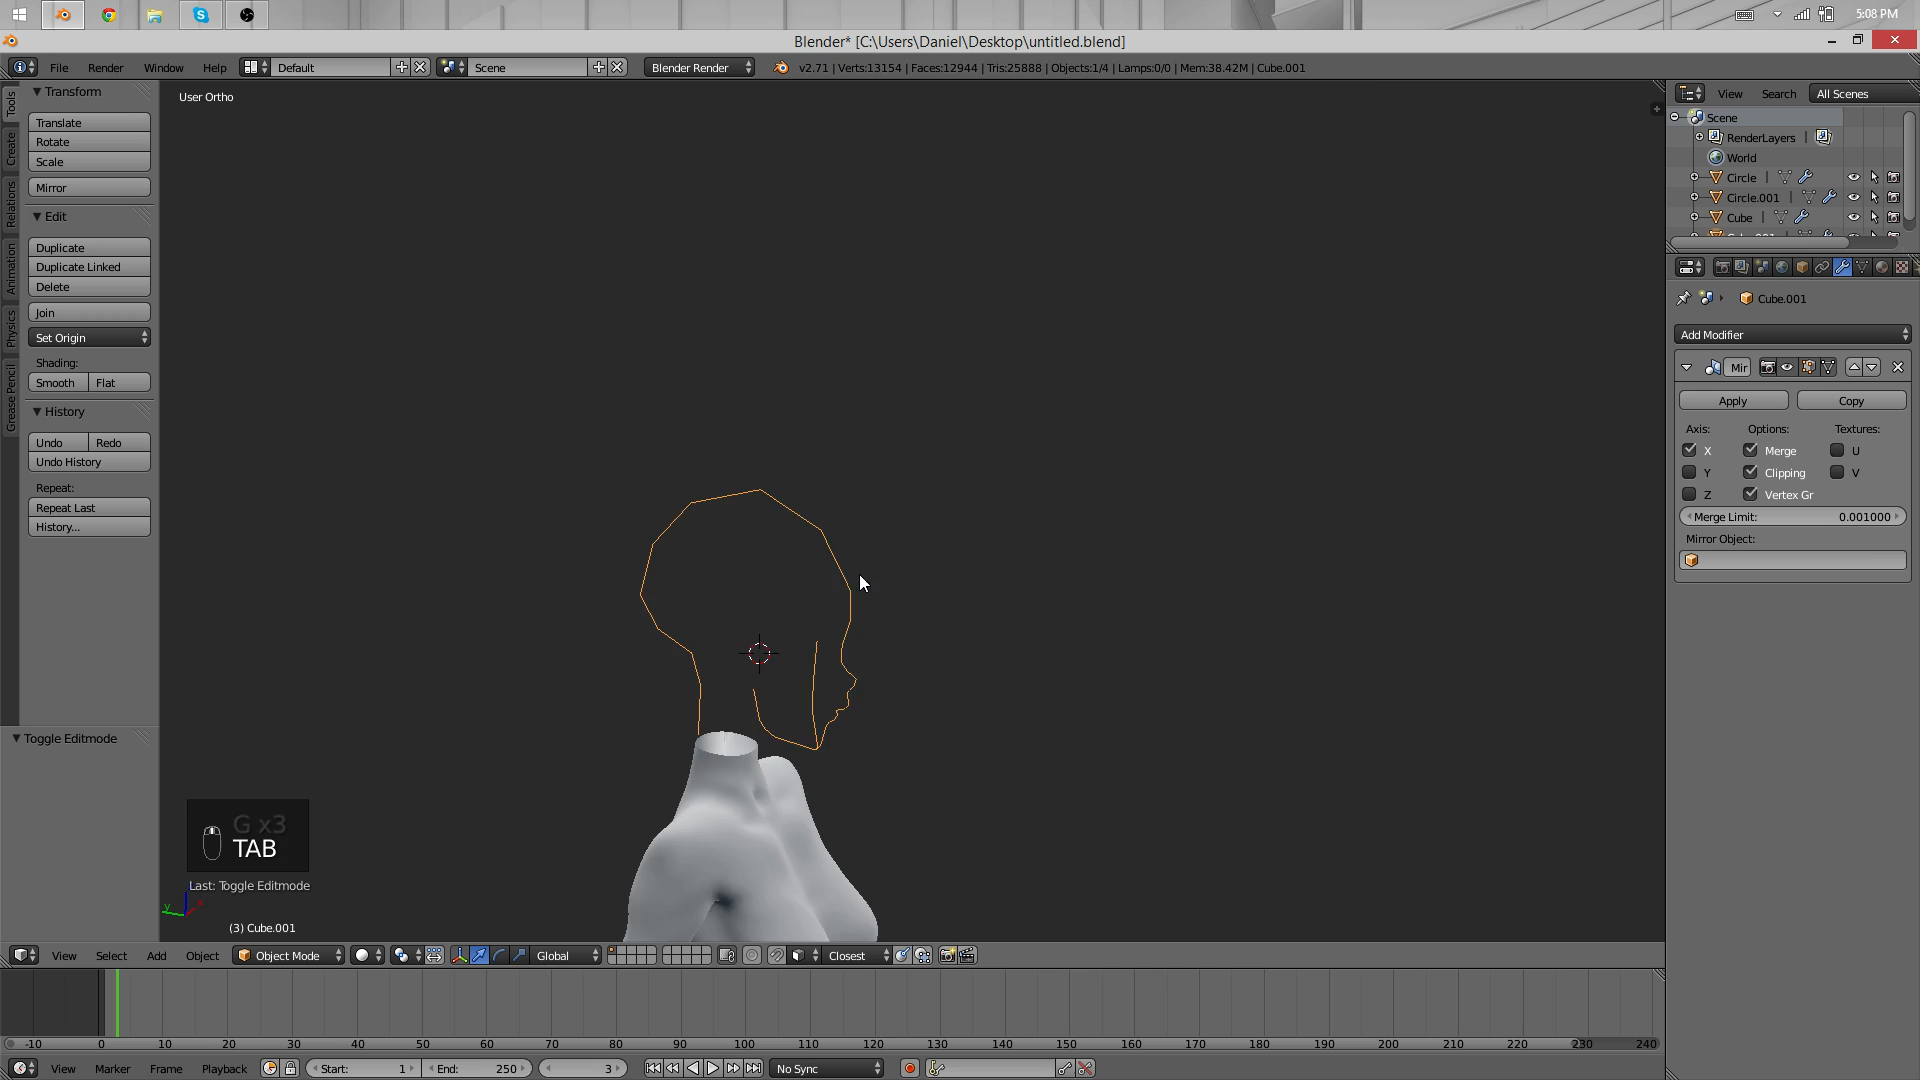 5:08 PM
Blender* [C:\Users\Daniel\Desktop\untitled.blend]
File Render Window Help Default Scene Blender Render v2.71 | Verts:13154 | Faces:12944 | Tris:25888 | Objects:1/4 | Lamps:0/0 | Mem:38.42M | Cube.001
Tools
Create
Relations
Animation
Physics
Grease Pencil
Transform
Translate
Rotate
Scale
Mirror
Edit
Duplicate
Duplicate Linked
Delete
Join
Set Origin
Shading:
Smooth Flat
History
Undo Redo
Undo History
Repeat:
Repeat Last
History...
Toggle Editmode
User Ortho
G x3
TAB
Last: Toggle Editmode
y
(3) Cube.001
View Search All Scenes
Scene
RenderLayers |
World
Circle |
Circle.001 |
Cube |
Cube.001
Add Modifier
Mir
Apply Copy
Axis: Options: Textures:
X Merge U
Y Clipping V
Z Vertex Gr
Merge Limit: 0.001000
Mirror Object:
View Select Add Object Object Mode Global Closest
-10 0 10 20 30 40 50 60 70 80 90 100 110 120 130 140 150 160 170 180 190 200 210 220 230 240
View Marker Frame Playback Start: 1 End: 250 3 No Sync